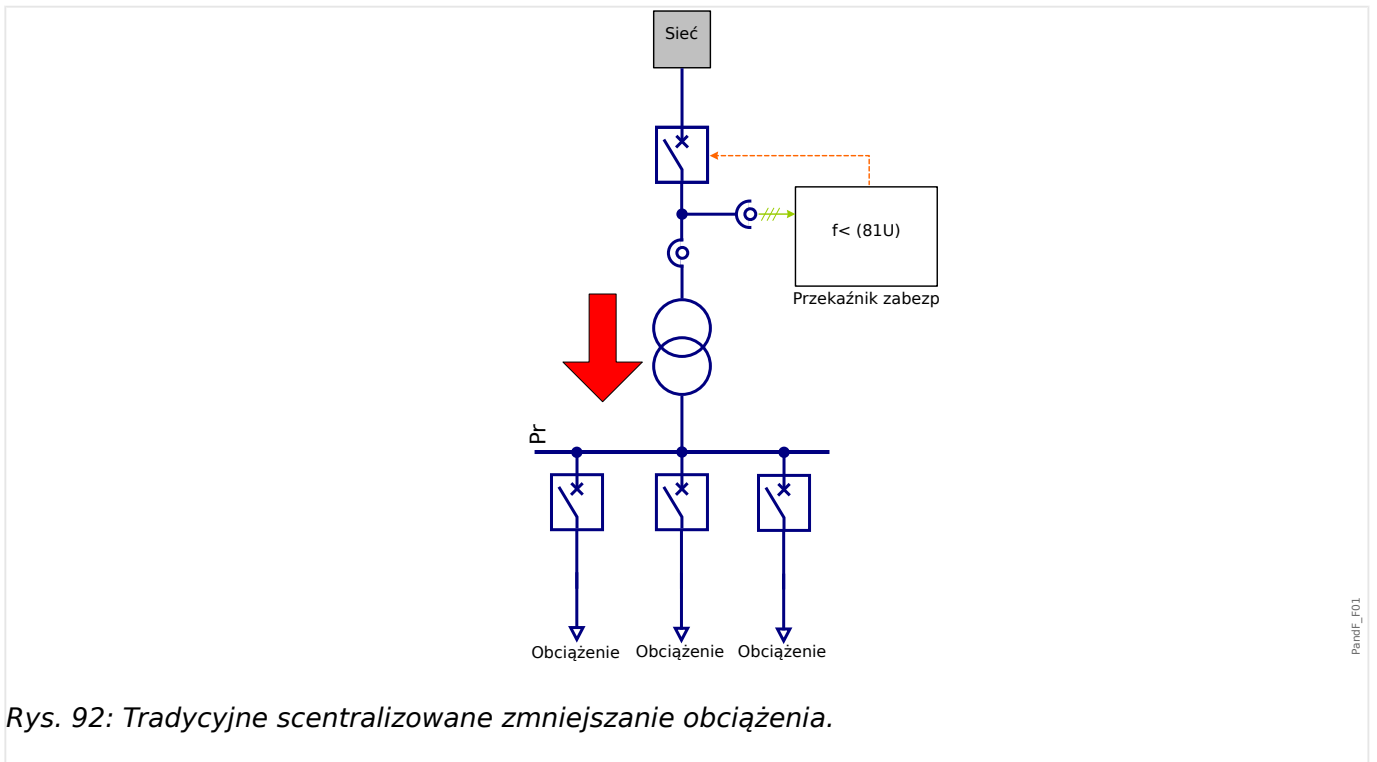 Sieć
f< (81U)
Przekaźnik zabezp
Pr
Obciążenie
Obciążenie
Obciążenie
PandF_F01
Rys. 92: Tradycyjne scentralizowane zmniejszanie obciążenia.